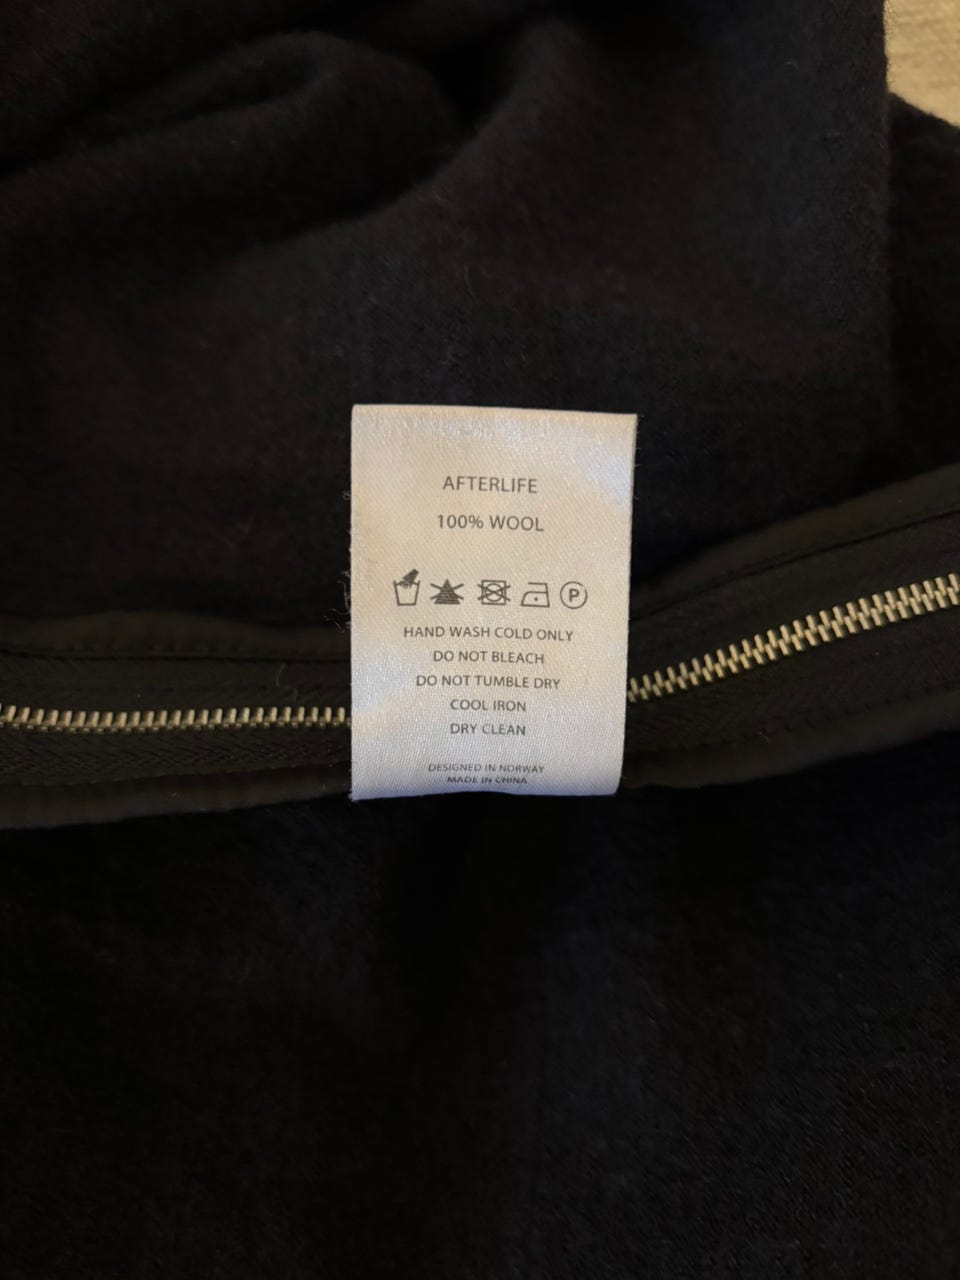 AFTERLIFE
100% WOOL
P
HAND WASH COLD ONLY
DO NOT BLEACH
DO NOT TUMBLE DRY
COOL IRON
DRY CLEAN
DESIGNED IN NORWAY
MADE IN CHINA